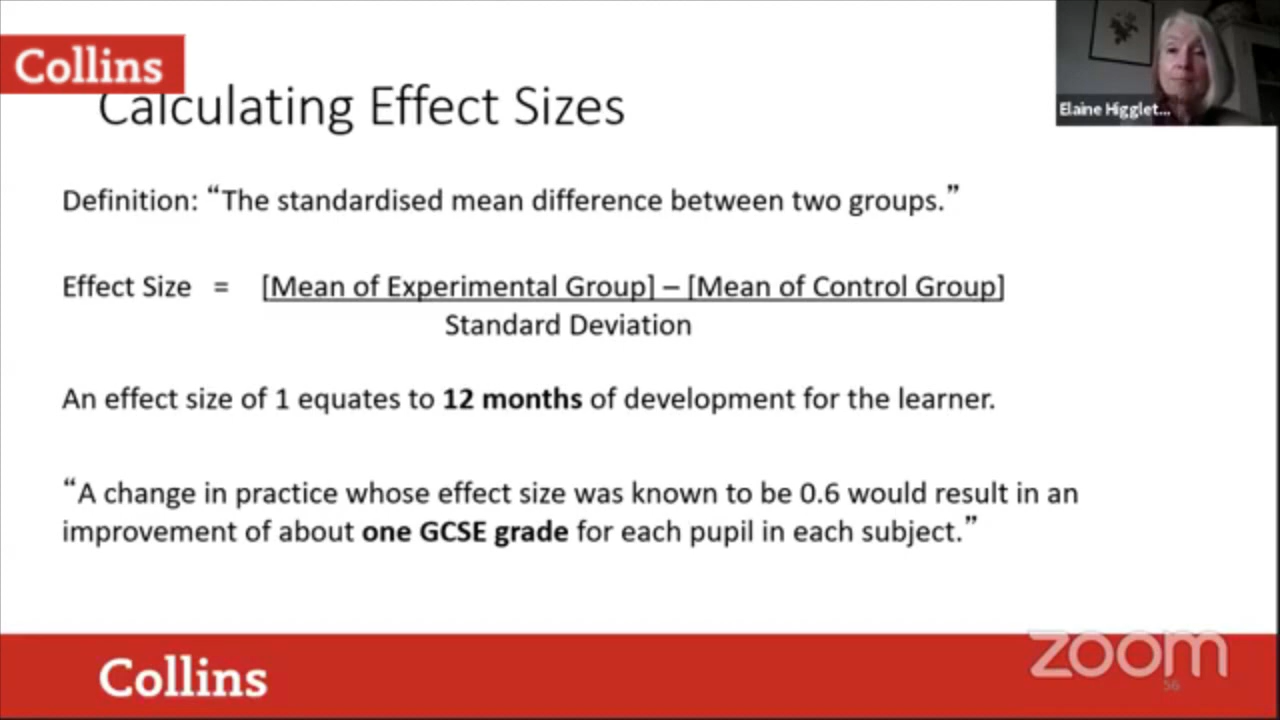 Collins
Calculating Effect Sizes
Elaine Higglet...
Definition: “The standardised mean difference between two groups.”
Effect Size = [Mean of Experimental Group] – [Mean of Control Group]
Standard Deviation
An effect size of 1 equates to 12 months of development for the learner.
“A change in practice whose effect size was known to be 0.6 would result in an
improvement of about one GCSE grade for each pupil in each subject.”
zoom
56
Collins